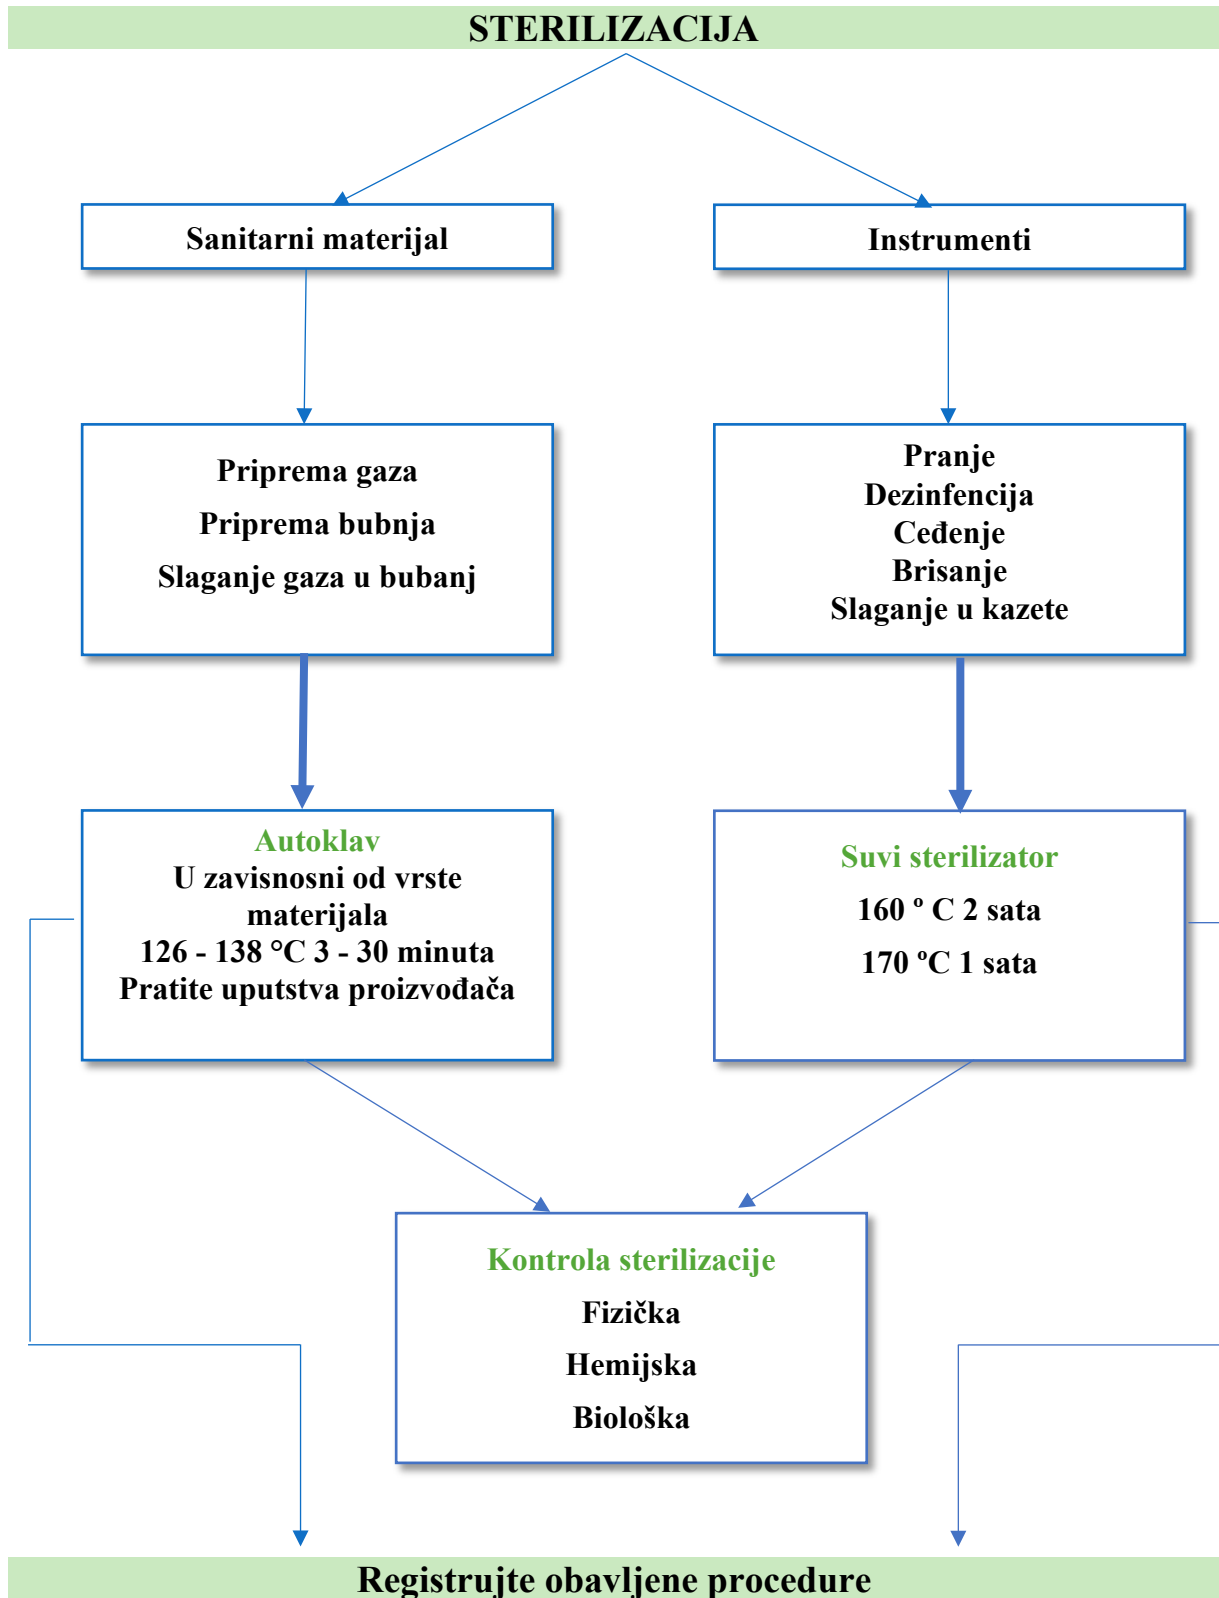 STERILIZACIJA
Sanitarni materijal
Instrumenti
Priprema gaza
Priprema bubnja
Slaganje gaza u bubanj
Pranje
Dezinfencija
Ceđenje
Brisanje
Slaganje u kazete
Autoklav
U zavisnosni od vrste
materijala
126 - 138 °C 3 - 30 minuta
Pratite uputstva proizvođača
Suvi sterilizator
160 º C 2 sata
170 ºC 1 sata
Kontrola sterilizacije
Fizička
Hemijska
Biološka
Registrujte obavljene procedure